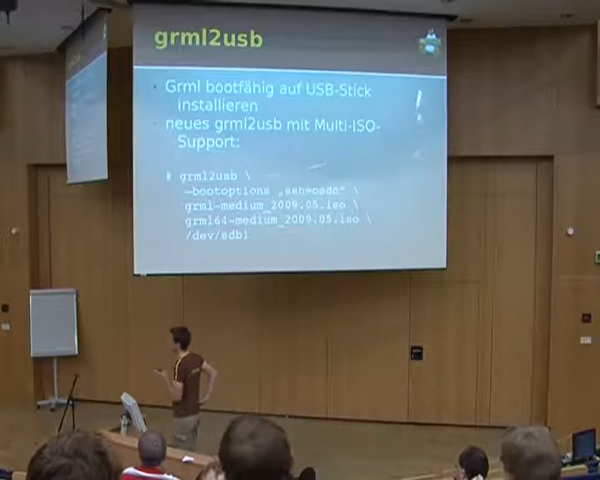 grml2usb
Grml bootfähig auf USB-Stick
installieren
neues grml2usb mit Multi-ISO-
Support:
# grml2usb \
--bootoptions „ssh=osdc" \
grml-medium_2009.05.iso \
grml64-medium_2009.05.iso \
/dev/sdb1